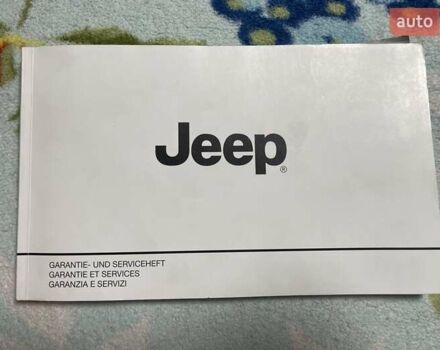 auto
Jeep®
GARANTIE- UND SERVICEHEFT
GARANTIE ET SERVICES
GARANZIA E SERVIZI